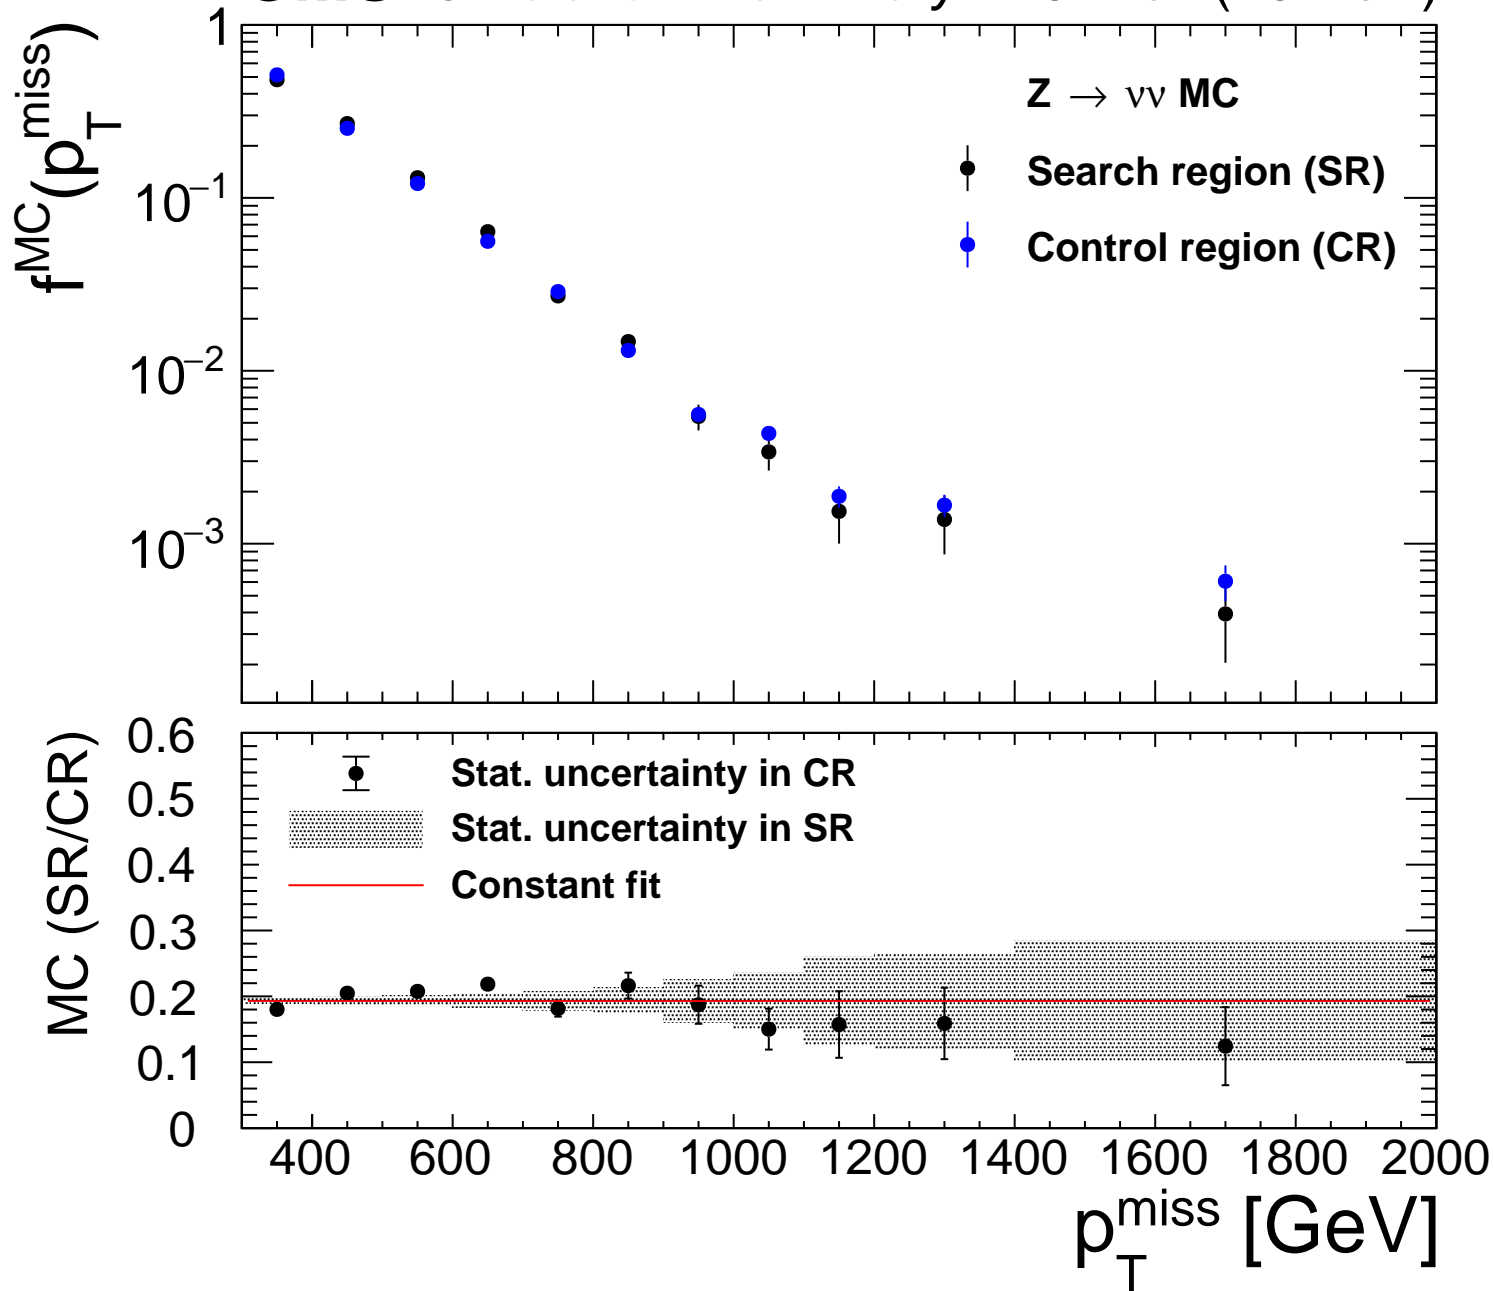 f^MC(p_T^miss)
1
10^−1
10^−2
10^−3
Z → νν MC
Search region (SR)
Control region (CR)
MC (SR/CR)
0.6
0.5
0.4
0.3
0.2
0.1
0
Stat. uncertainty in CR
Stat. uncertainty in SR
Constant fit
400 600 800 1000 1200 1400 1600 1800 2000
p_T^miss [GeV]